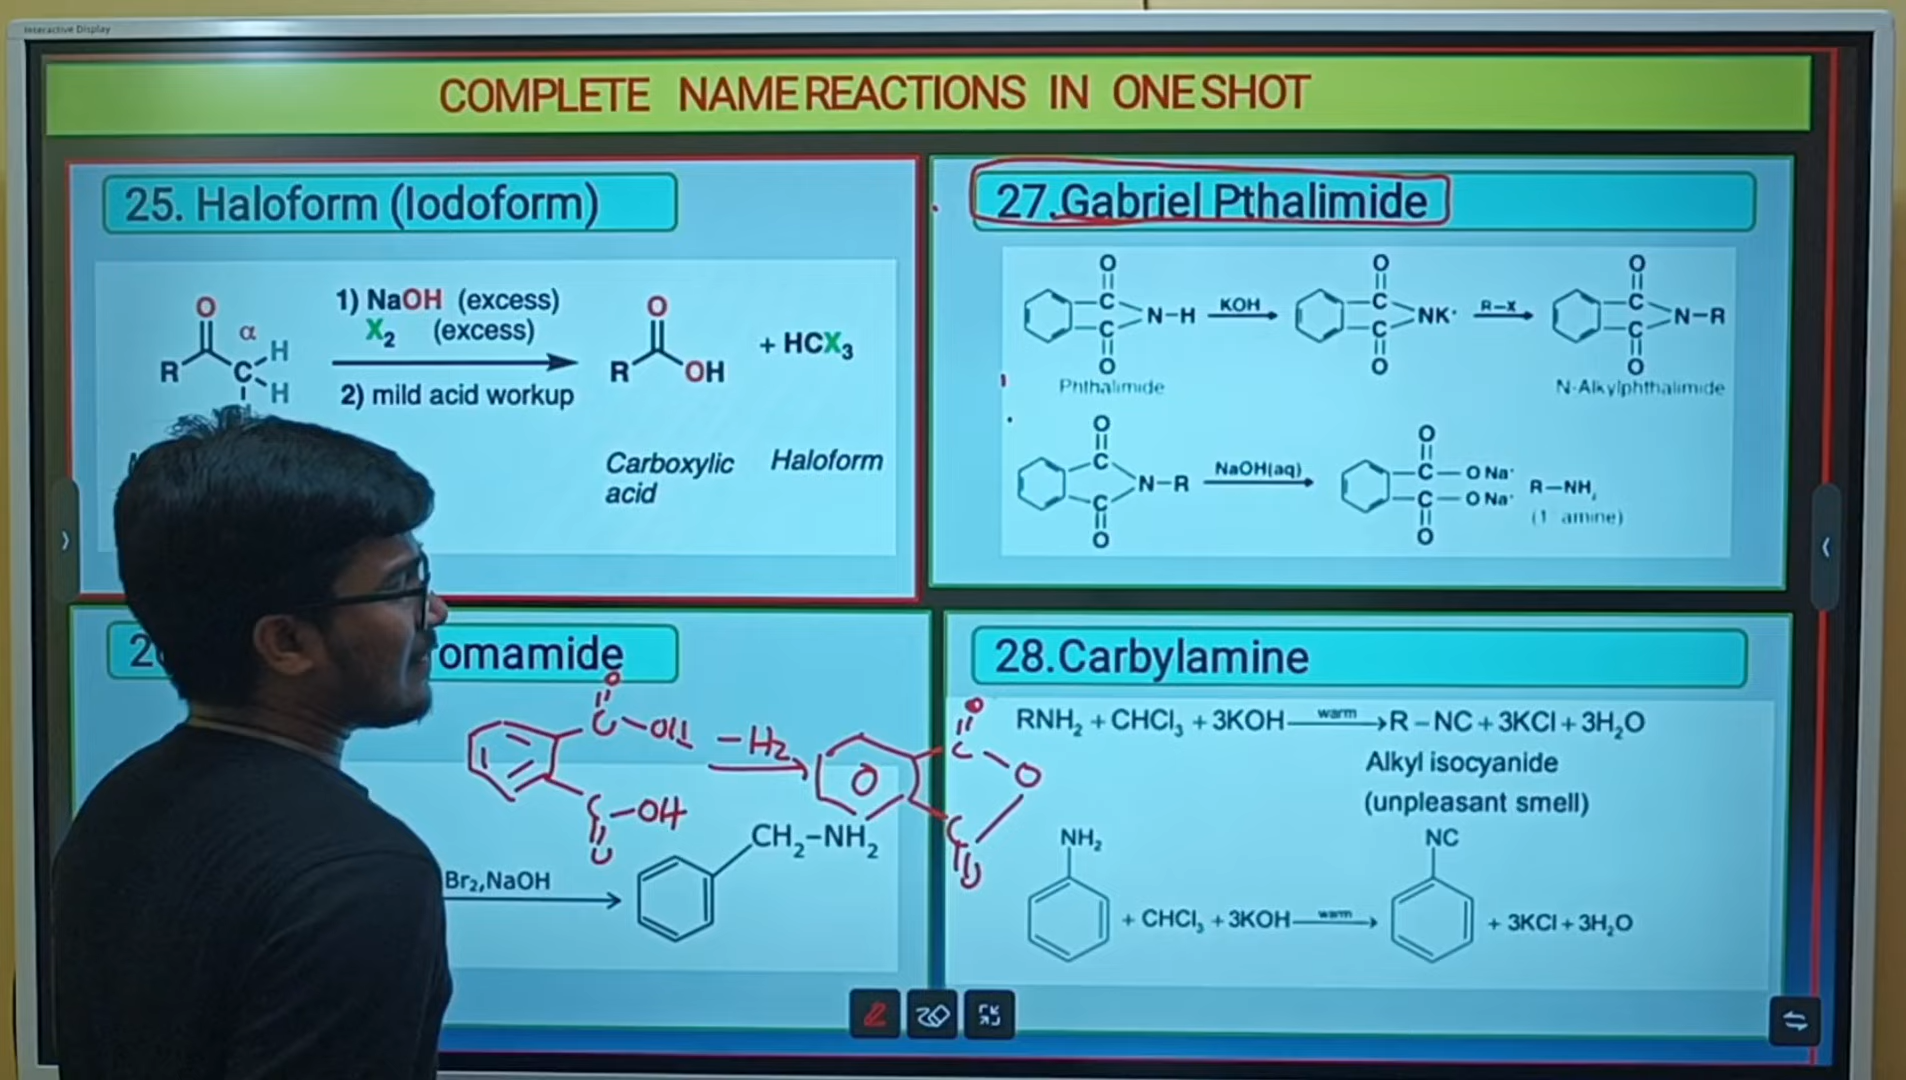 Interactive Display
COMPLETE NAME REACTIONS IN ONE SHOT
25. Haloform (Iodoform)
O
α
H
R
C
H
1) NaOH (excess)
X₂ (excess)
2) mild acid workup
O
R
OH
+ HCX₃
Carboxylic
acid
Haloform
27.Gabriel Pthalimide
O
C
N-H
C
O
Phthalimide
KOH
O
C
NK
C
O
R-X
O
C
N-R
C
O
N-Alkylphthalimide
O
C
N-R
C
O
NaOH(aq)
O
C-O Na
C-O Na
O
R-NH
(1 amine)
omamide
O
C-OH
C-OH
O
-H₂
O
C
O
O
C
O
Br₂,NaOH
CH₂-NH₂
28.Carbylamine
RNH₂ + CHCl₃ + 3KOH warm → R - NC + 3KCl + 3H₂O
Alkyl isocyanide
(unpleasant smell)
NH₂
+ CHCl₃ + 3KOH warm →
NC
+ 3KCl + 3H₂O